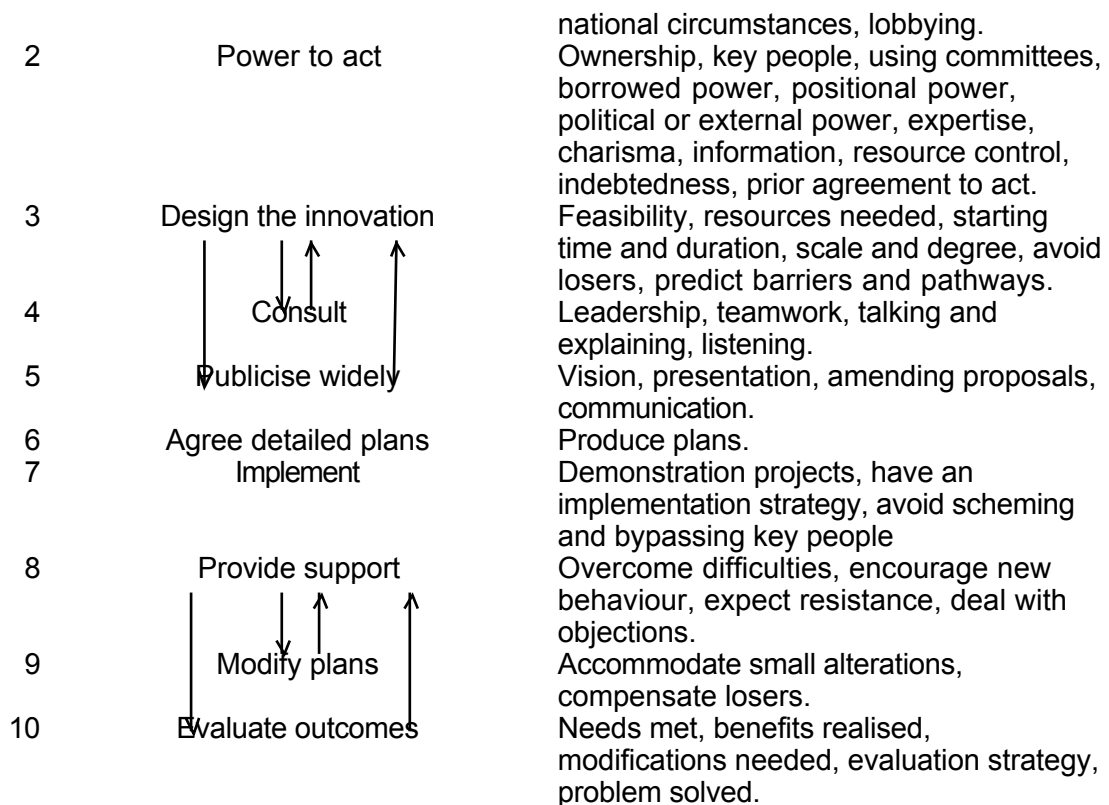 national circumstances, lobbying.
2 Power to act Ownership, key people, using committees,
borrowed power, positional power,
political or external power, expertise,
charisma, information, resource control,
indebtedness, prior agreement to act.
3 Design the innovation Feasibility, resources needed, starting
time and duration, scale and degree, avoid
losers, predict barriers and pathways.
4 Consult Leadership, teamwork, talking and
explaining, listening.
5 Publicise widely Vision, presentation, amending proposals,
communication.
6 Agree detailed plans Produce plans.
7 Implement Demonstration projects, have an
implementation strategy, avoid scheming
and bypassing key people
8 Provide support Overcome difficulties, encourage new
behaviour, expect resistance, deal with
objections.
9 Modify plans Accommodate small alterations,
compensate losers.
10 Evaluate outcomes Needs met, benefits realised,
modifications needed, evaluation strategy,
problem solved.